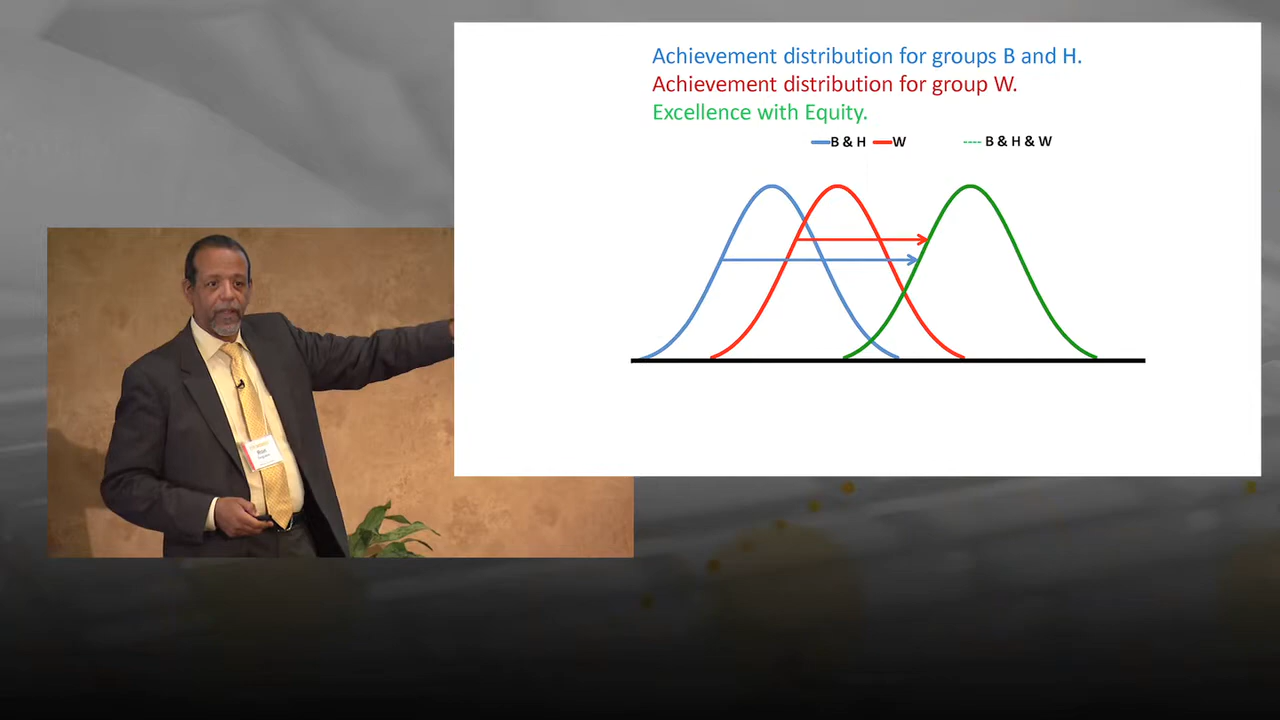 Achievement distribution for groups B and H.
Achievement distribution for group W.
Excellence with Equity.
B & H W B & H & W